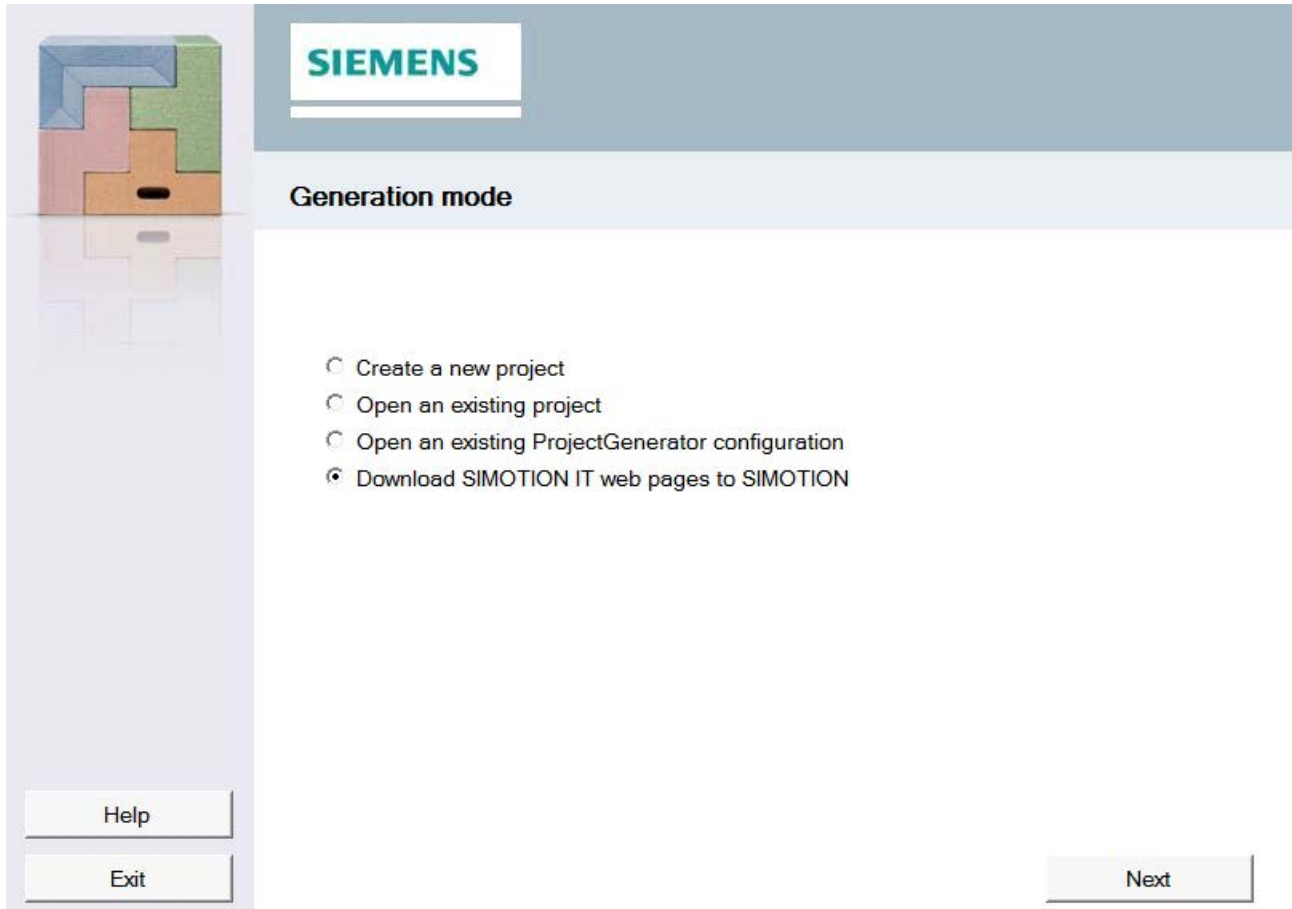 SIEMENS
Generation mode
Create a new project
Open an existing project
Open an existing ProjectGenerator configuration
Download SIMOTION IT web pages to SIMOTION
Help
Exit
Next